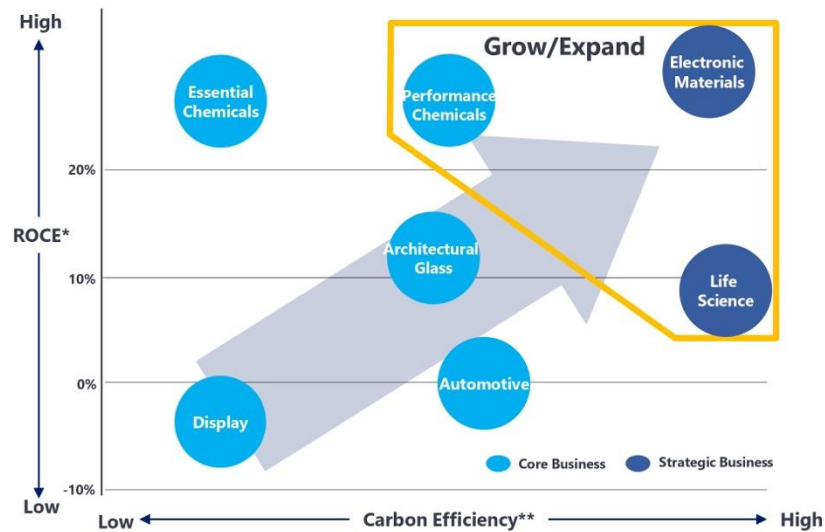 High
Grow/Expand
Electronic
Materials
Essential
Chemicals
Performance
Chemicals
20%
ROCE*
Architectural
Glass
10%
Life
Science
0%
Automotive
Display
Core Business
Strategic Business
-10%
Low
Low
Carbon Efficiency**
High